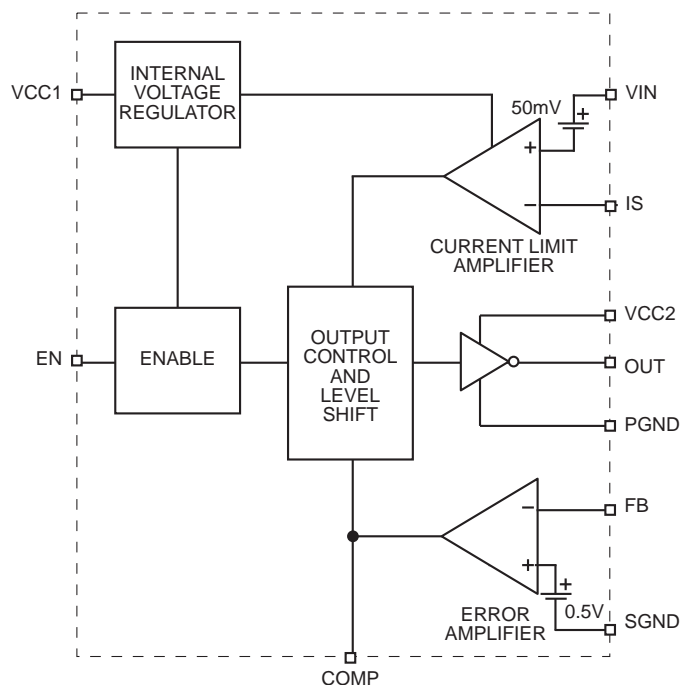 INTERNAL
VOLTAGE
REGULATOR
VCC1
VIN
50mV
+
+
−
IS
CURRENT LIMIT
AMPLIFIER
VCC2
EN
ENABLE
OUTPUT
CONTROL
AND
LEVEL
SHIFT
OUT
PGND
FB
−
+
+
0.5V
ERROR
AMPLIFIER
SGND
COMP